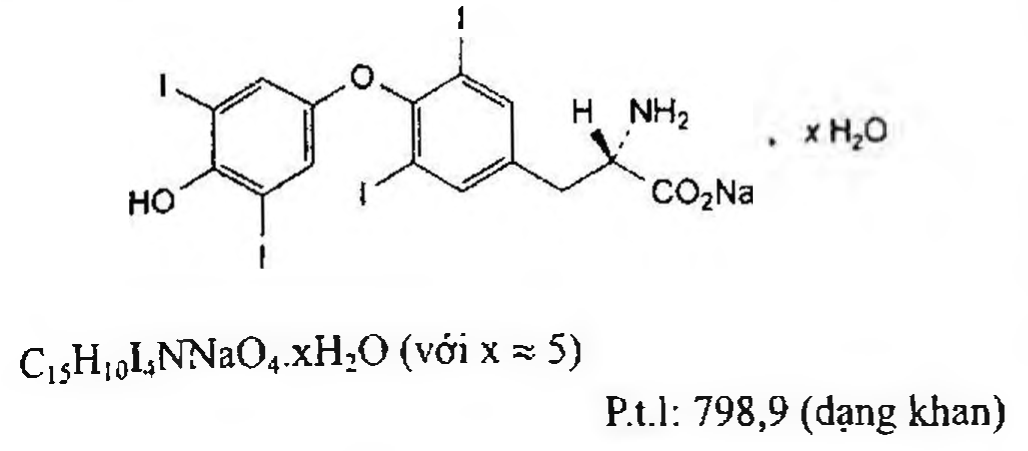 I
I
O
H
NH₂
. x H₂O
I
HO
CO₂Na
I
C₁₅H₁₀I₄NNaO₄.xH₂O (với x ≈ 5)
P.t.l: 798,9 (dạng khan)